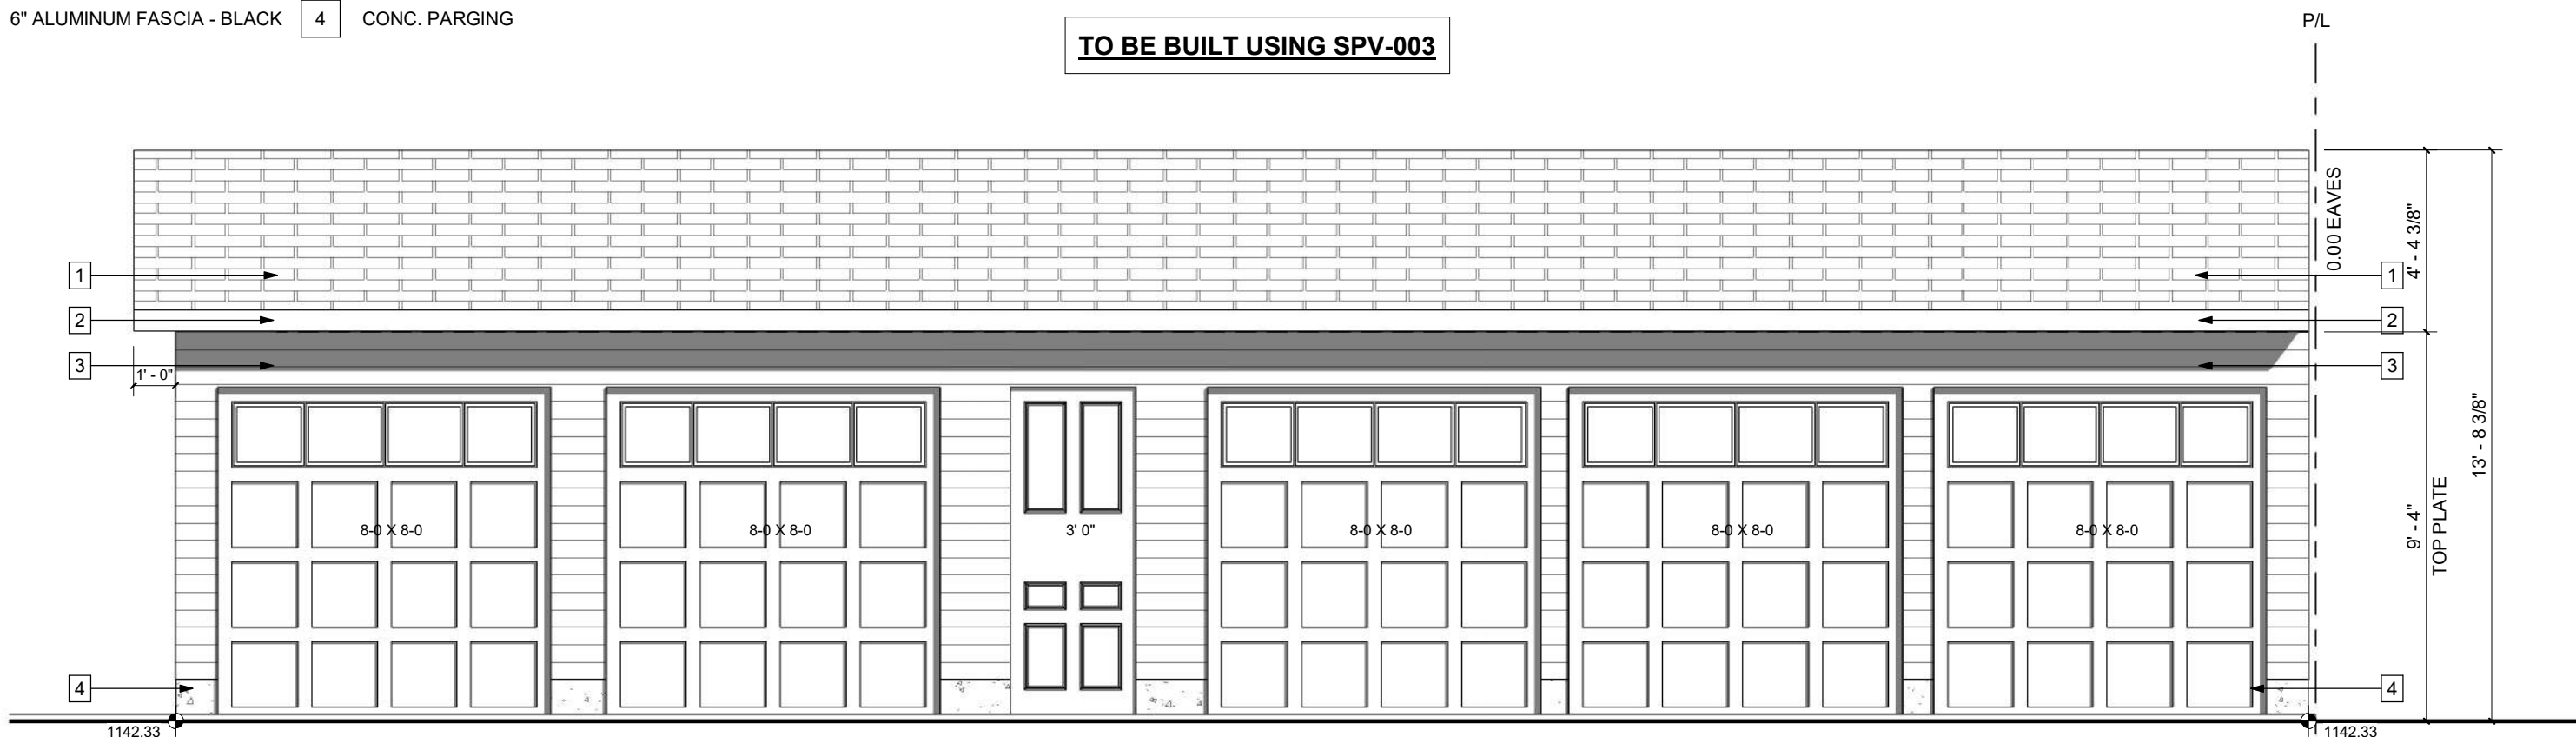 6" ALUMINUM FASCIA - BLACK 4 CONC. PARGING
TO BE BUILT USING SPV-003
P/L
0.00 EAVES
4' - 4 3/8"
13' - 8 3/8"
9' - 4"
TOP PLATE
1
2
3
4
1' - 0"
8-0 X 8-0
8-0 X 8-0
3' 0"
8-0 X 8-0
8-0 X 8-0
8-0 X 8-0
1
2
3
4
1142.33
1142.33